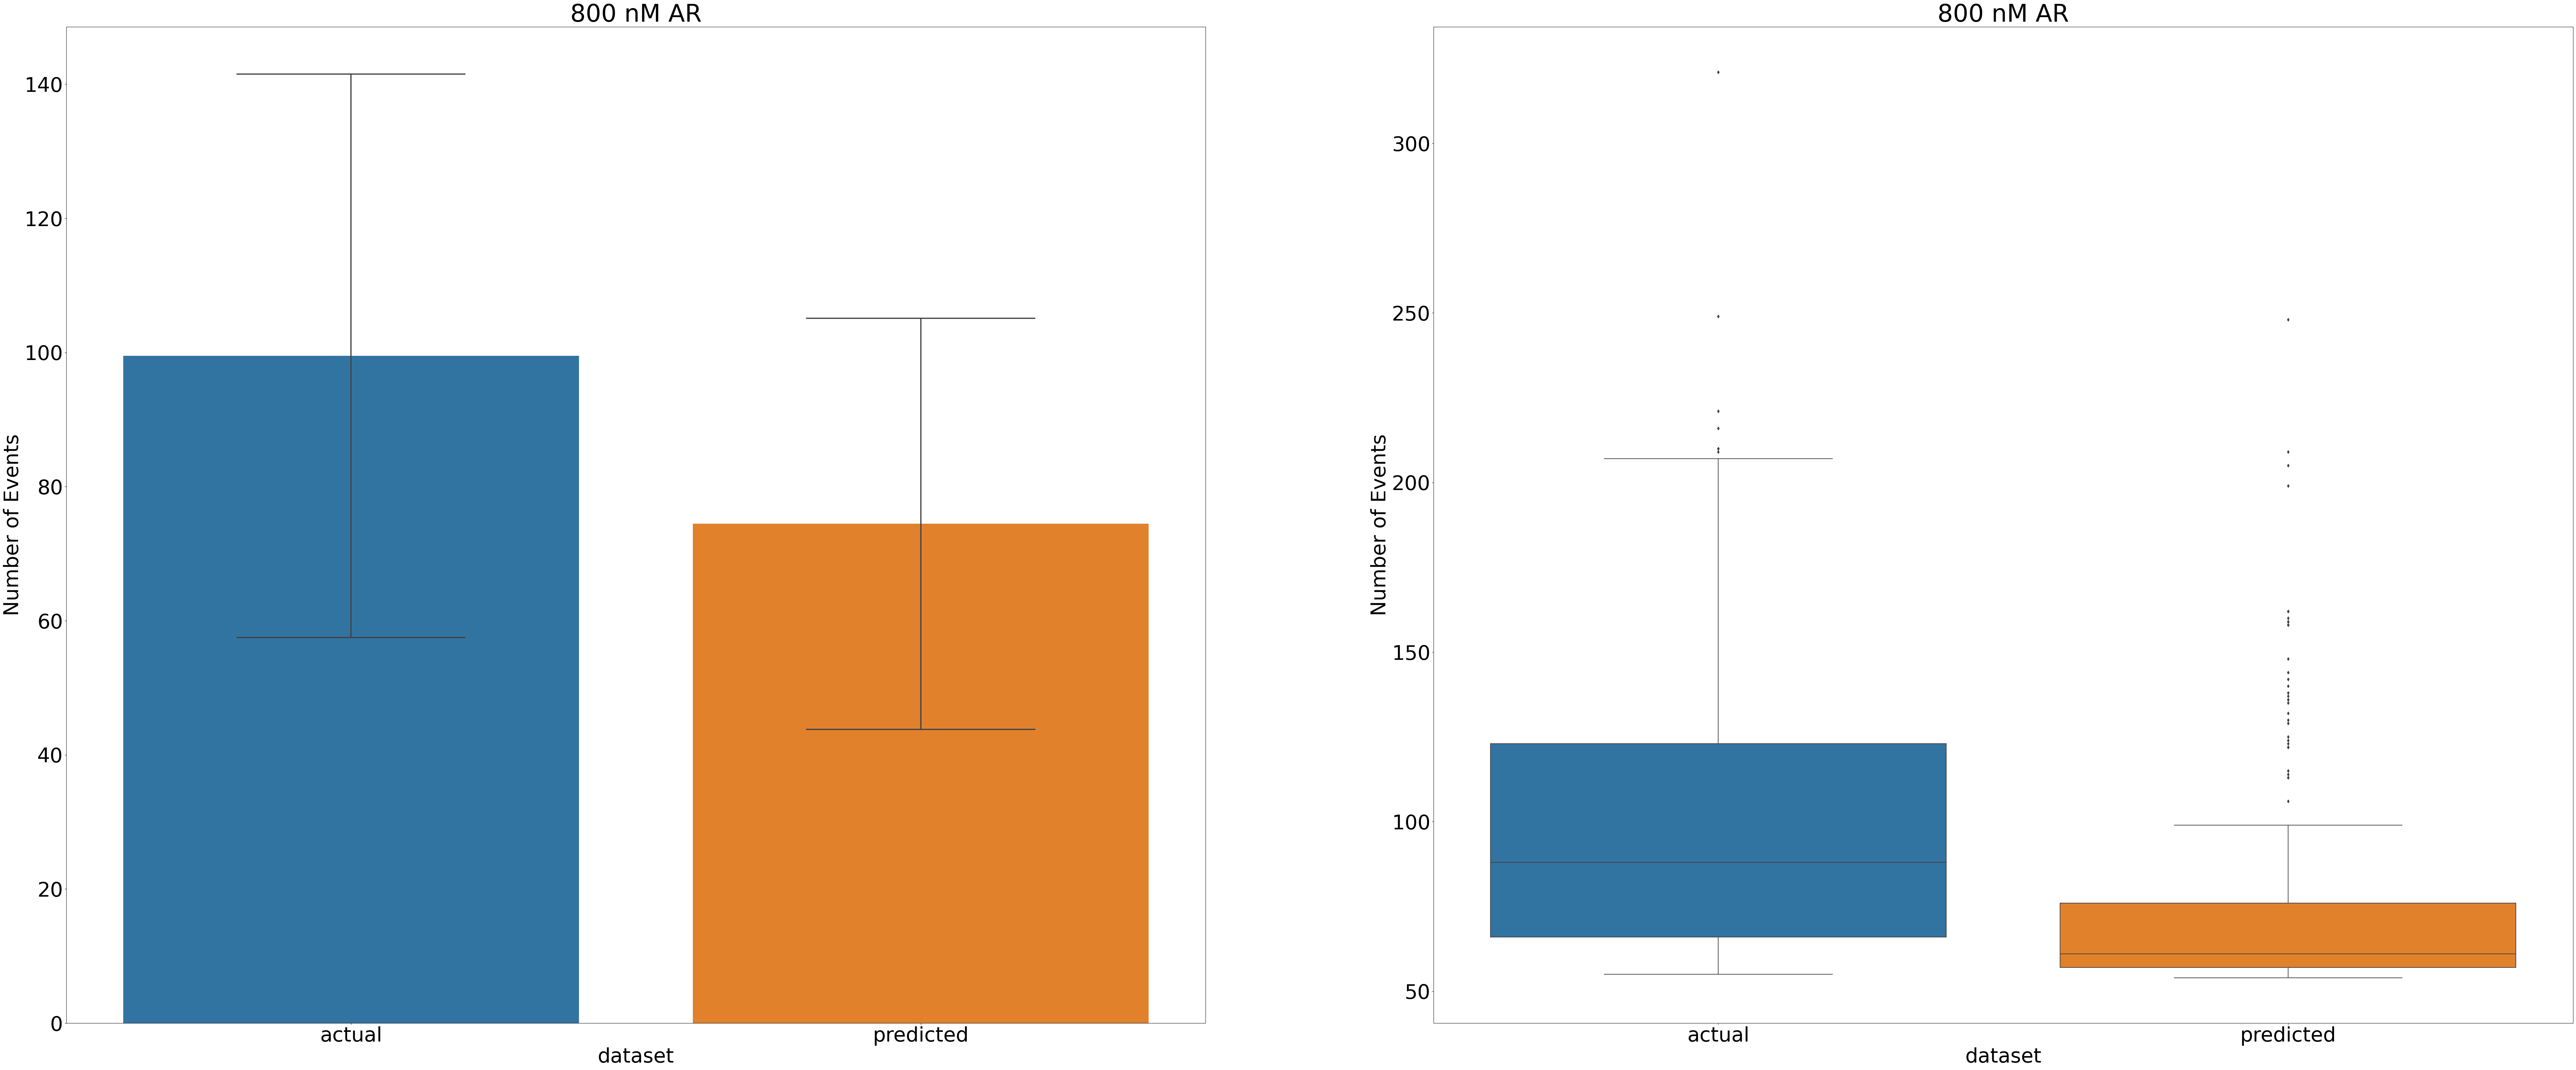 800 nM AR
140
120
100
80
60
40
20
0
Number of Events
actual predicted
dataset
800 nM AR
300
250
200
150
100
50
Number of Events
actual predicted
dataset